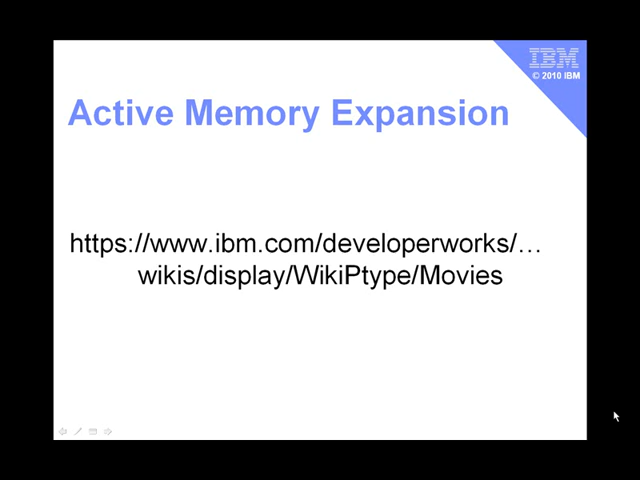 IBM
© 2010 IBM
Active Memory Expansion
https://www.ibm.com/developerworks/…
wikis/display/WikiPtype/Movies